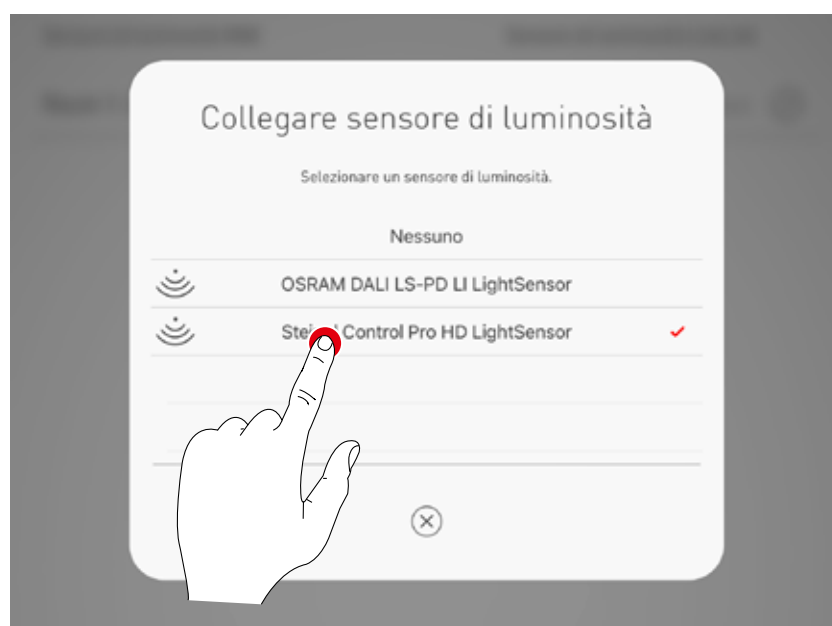 Collegare sensore di luminosità
Selezionare un sensore di luminosità.
Nessuno
OSRAM DALI LS-PD LI LightSensor
Control Pro HD LightSensor